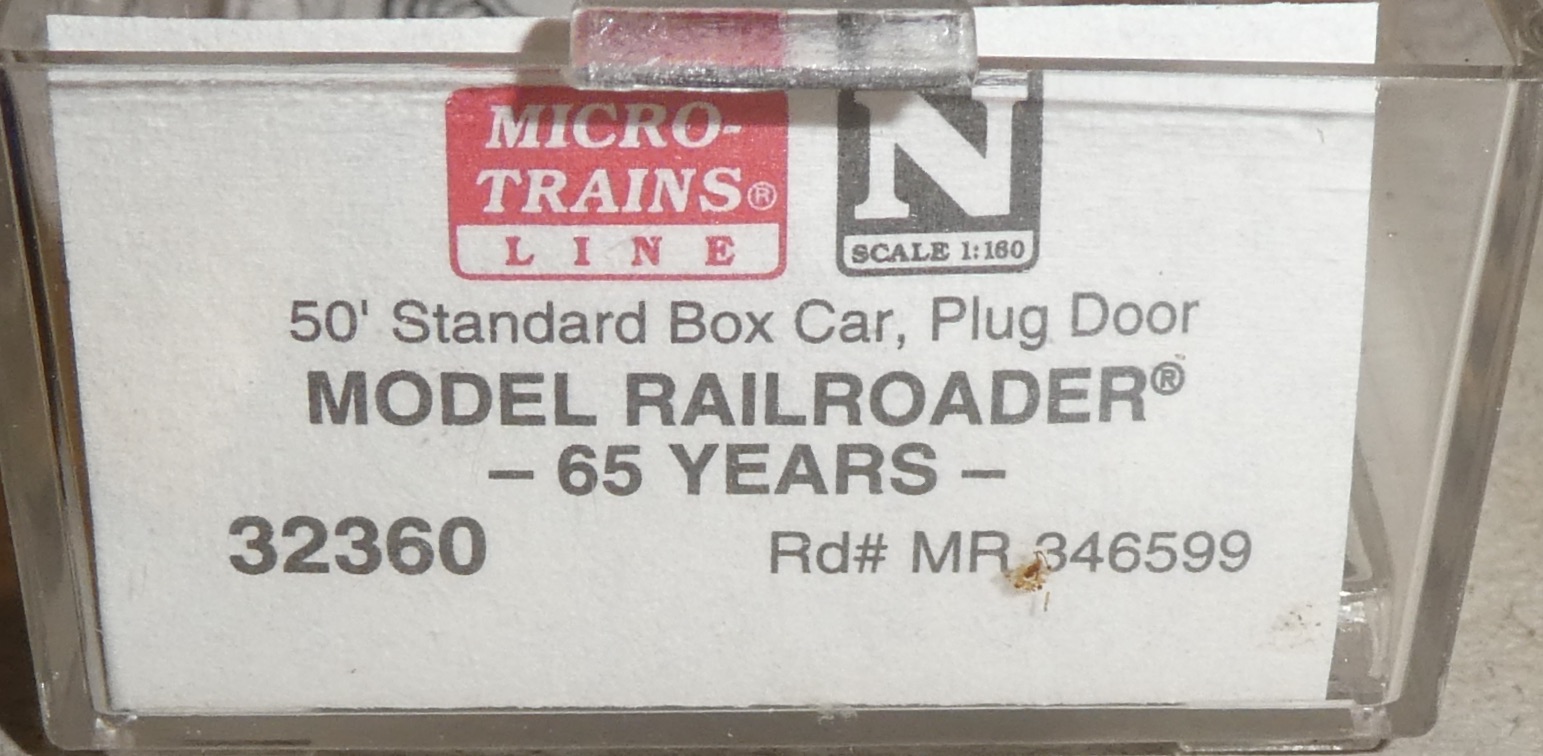 MICRO-
TRAINS®
LINE
N
SCALE 1:160
50' Standard Box Car, Plug Door
MODEL RAILROADER®
– 65 YEARS –
32360 Rd# MR 346599